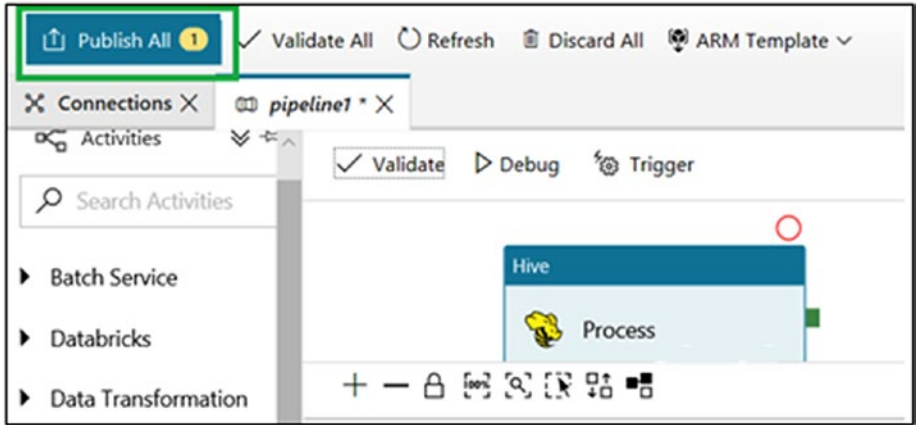 Publish All 1 Validate All Refresh Discard All ARM Template
Connections pipeline1 *
Activities
Search Activities
Batch Service
Databricks
Data Transformation
Validate Debug Trigger
Hive
Process
100%